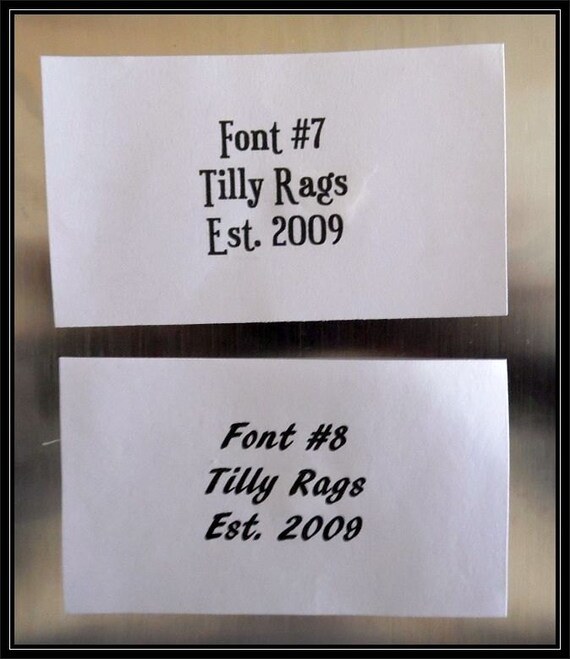 Font #7
Tilly Rags
Est. 2009
Font #8
Tilly Rags
Est. 2009